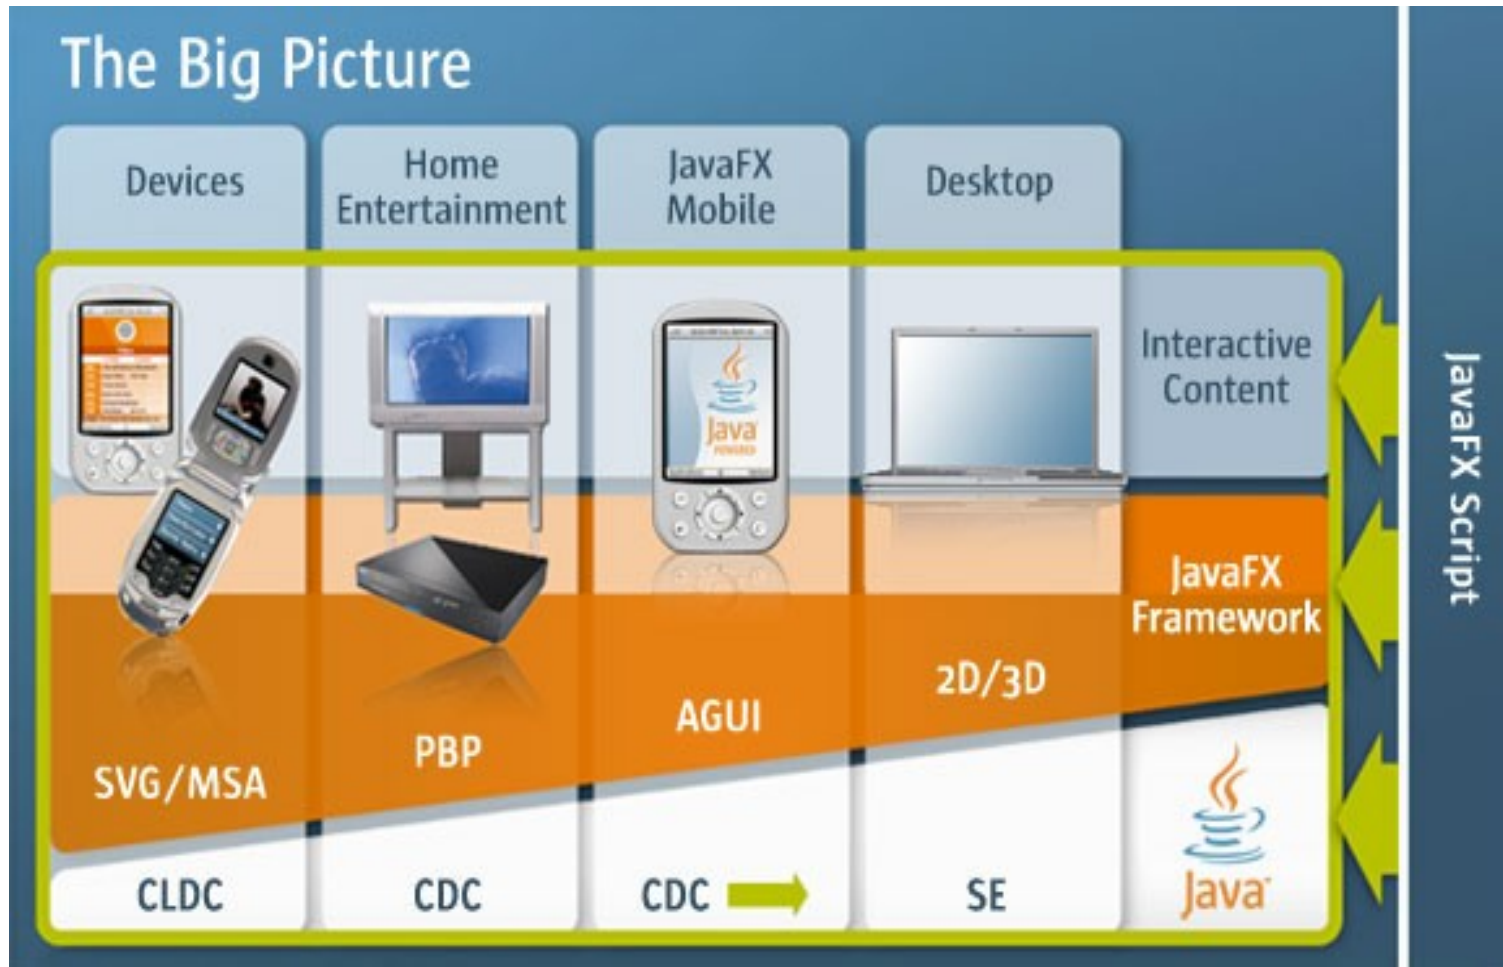 The Big Picture
Devices
Home
Entertainment
JavaFX
Mobile
Desktop
Interactive
Content
Java
POWERED
JavaFX
Framework
SVG/MSA
PBP
AGUI
2D/3D
CLDC
CDC
CDC
SE
Java
JavaFX Script